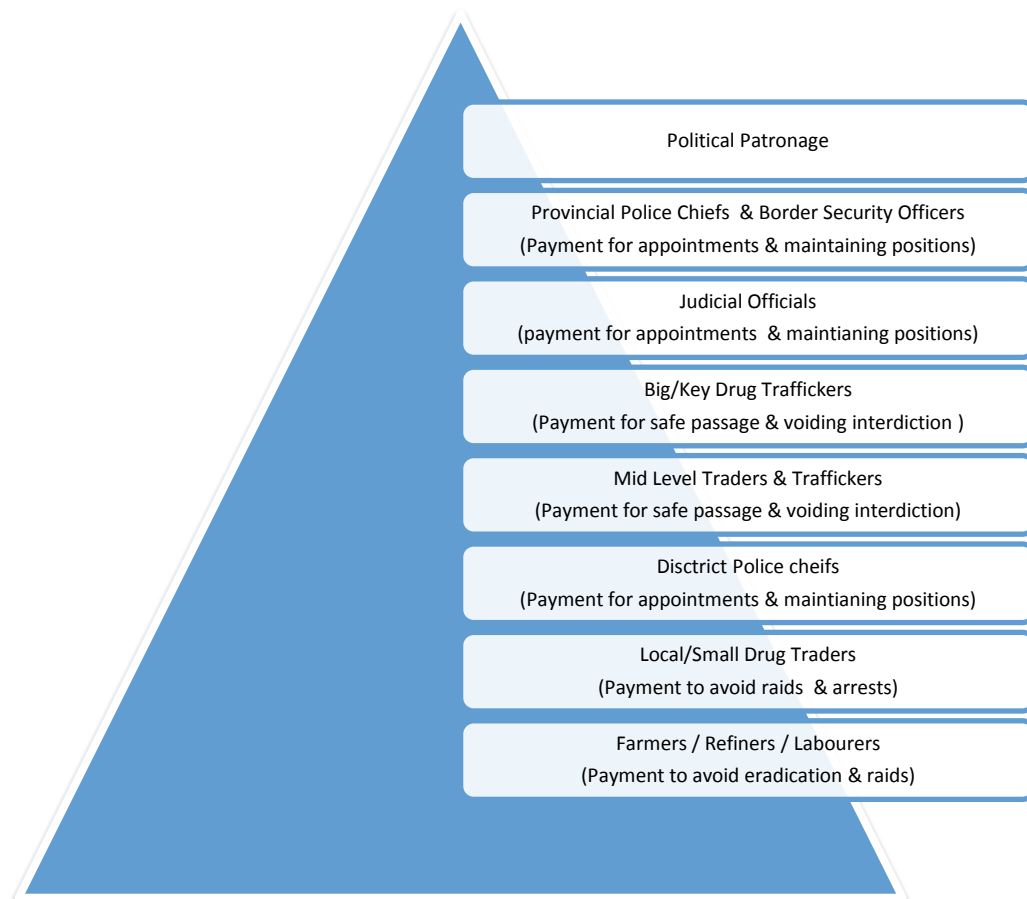 Political Patronage
Provincial Police Chiefs  & Border Security Officers
(Payment for appointments & maintaining positions)
Judicial Officials
(payment for appointments  & maintianing positions)
Big/Key Drug Traffickers
(Payment for safe passage & voiding interdiction )
Mid Level Traders & Traffickers
(Payment for safe passage & voiding interdiction)
Disctrict Police cheifs
(Payment for appointments & maintianing positions)
Local/Small Drug Traders
(Payment to avoid raids  & arrests)
Farmers / Refiners / Labourers
(Payment to avoid eradication & raids)